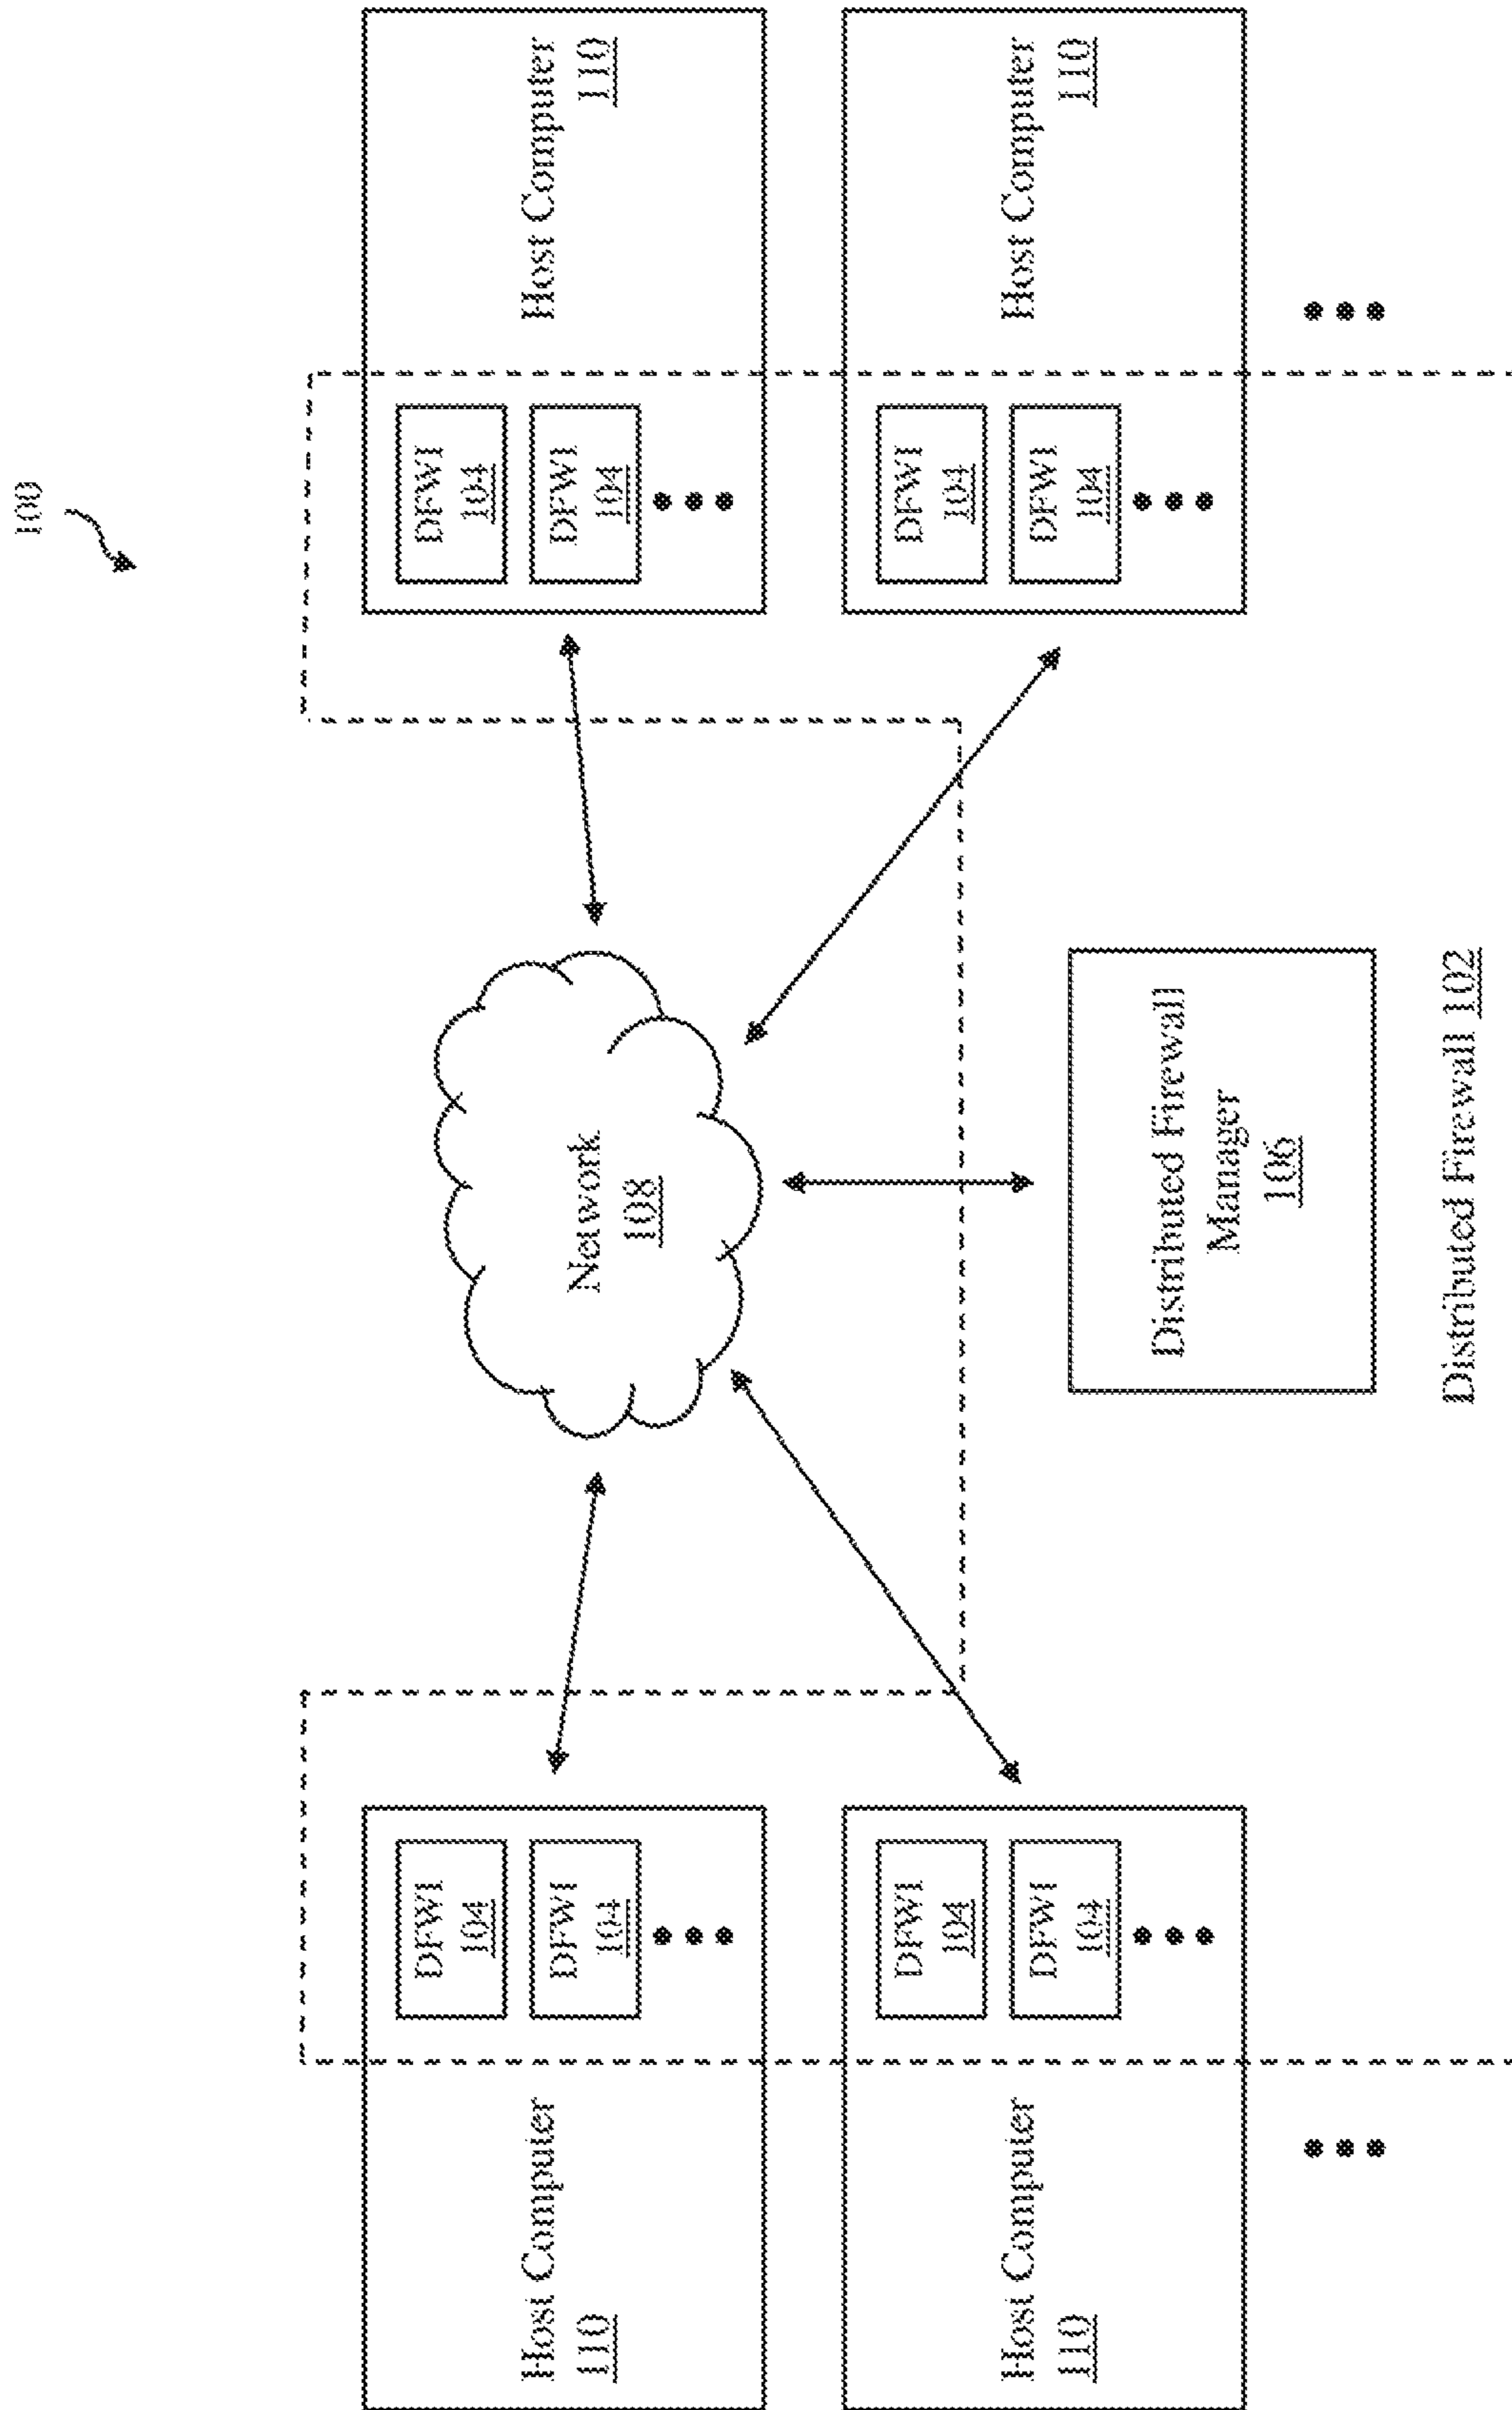 100
Host Computer
110
DFWI
104
DFWI
104
DFWI
104
DFWI
104
Host Computer
110
Network
108
Host Computer
110
DFWI
104
DFWI
104
DFWI
104
DFWI
104
Host Computer
110
Distributed Firewall
Manager
106
Distributed Firewall 102